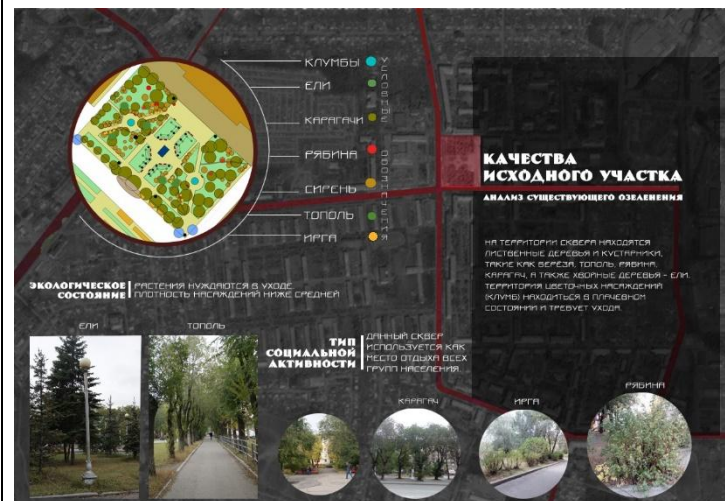 КЛУМБЫ
ЕЛИ
КАРАГАЧИ
РЯБИНА
СИРЕНЬ
ТОПОЛЬ
ИРГА
УСЛОВНЫЕ ОБОЗНАЧЕНИЯ
КАЧЕСТВА
ИСХОДНОГО УЧАСТКА
АНАЛИЗ СУЩЕСТВУЮЩЕГО ОЗЕЛЕНЕНИЯ
НА ТЕРРИТОРИИ СКВЕРА НАХОДЯТСЯ
ЛИСТВЕННЫЕ ДЕРЕВЬЯ И КУСТАРНИКИ,
ТАКИЕ КАК БЕРЁЗА, ТОПОЛЬ, РЯБИНА,
КАРАГАЧ, А ТАКЖЕ ХВОЙНЫЕ ДЕРЕВЬЯ - ЕЛИ.
ТЕРРИТОРИЯ ЦВЕТОЧНЫХ НАСАЖДЕНИЙ
(КЛУМБ) НАХОДИТЬСЯ В ПЛАЧЕВНОМ
СОСТОЯНИИ И ТРЕБУЕТ УХОДА.
ЭКОЛОГИЧЕСКОЕ
СОСТОЯНИЕ
РАСТЕНИЯ НУЖДАЮТСЯ В УХОДЕ
ПЛОТНОСТЬ НАСАЖДЕНИЙ НИЖЕ СРЕДНЕЙ
ЕЛИ
ТОПОЛЬ
ТИП
СОЦИАЛЬНОЙ
АКТИВНОСТИ
ДАННЫЙ СКВЕР
ИСПОЛЬЗУЕТСЯ КАК
МЕСТО ОТДЫХА ВСЕХ
ГРУПП НАСЕЛЕНИЯ
КАРАГАЧ
ИРГА
РЯБИНА